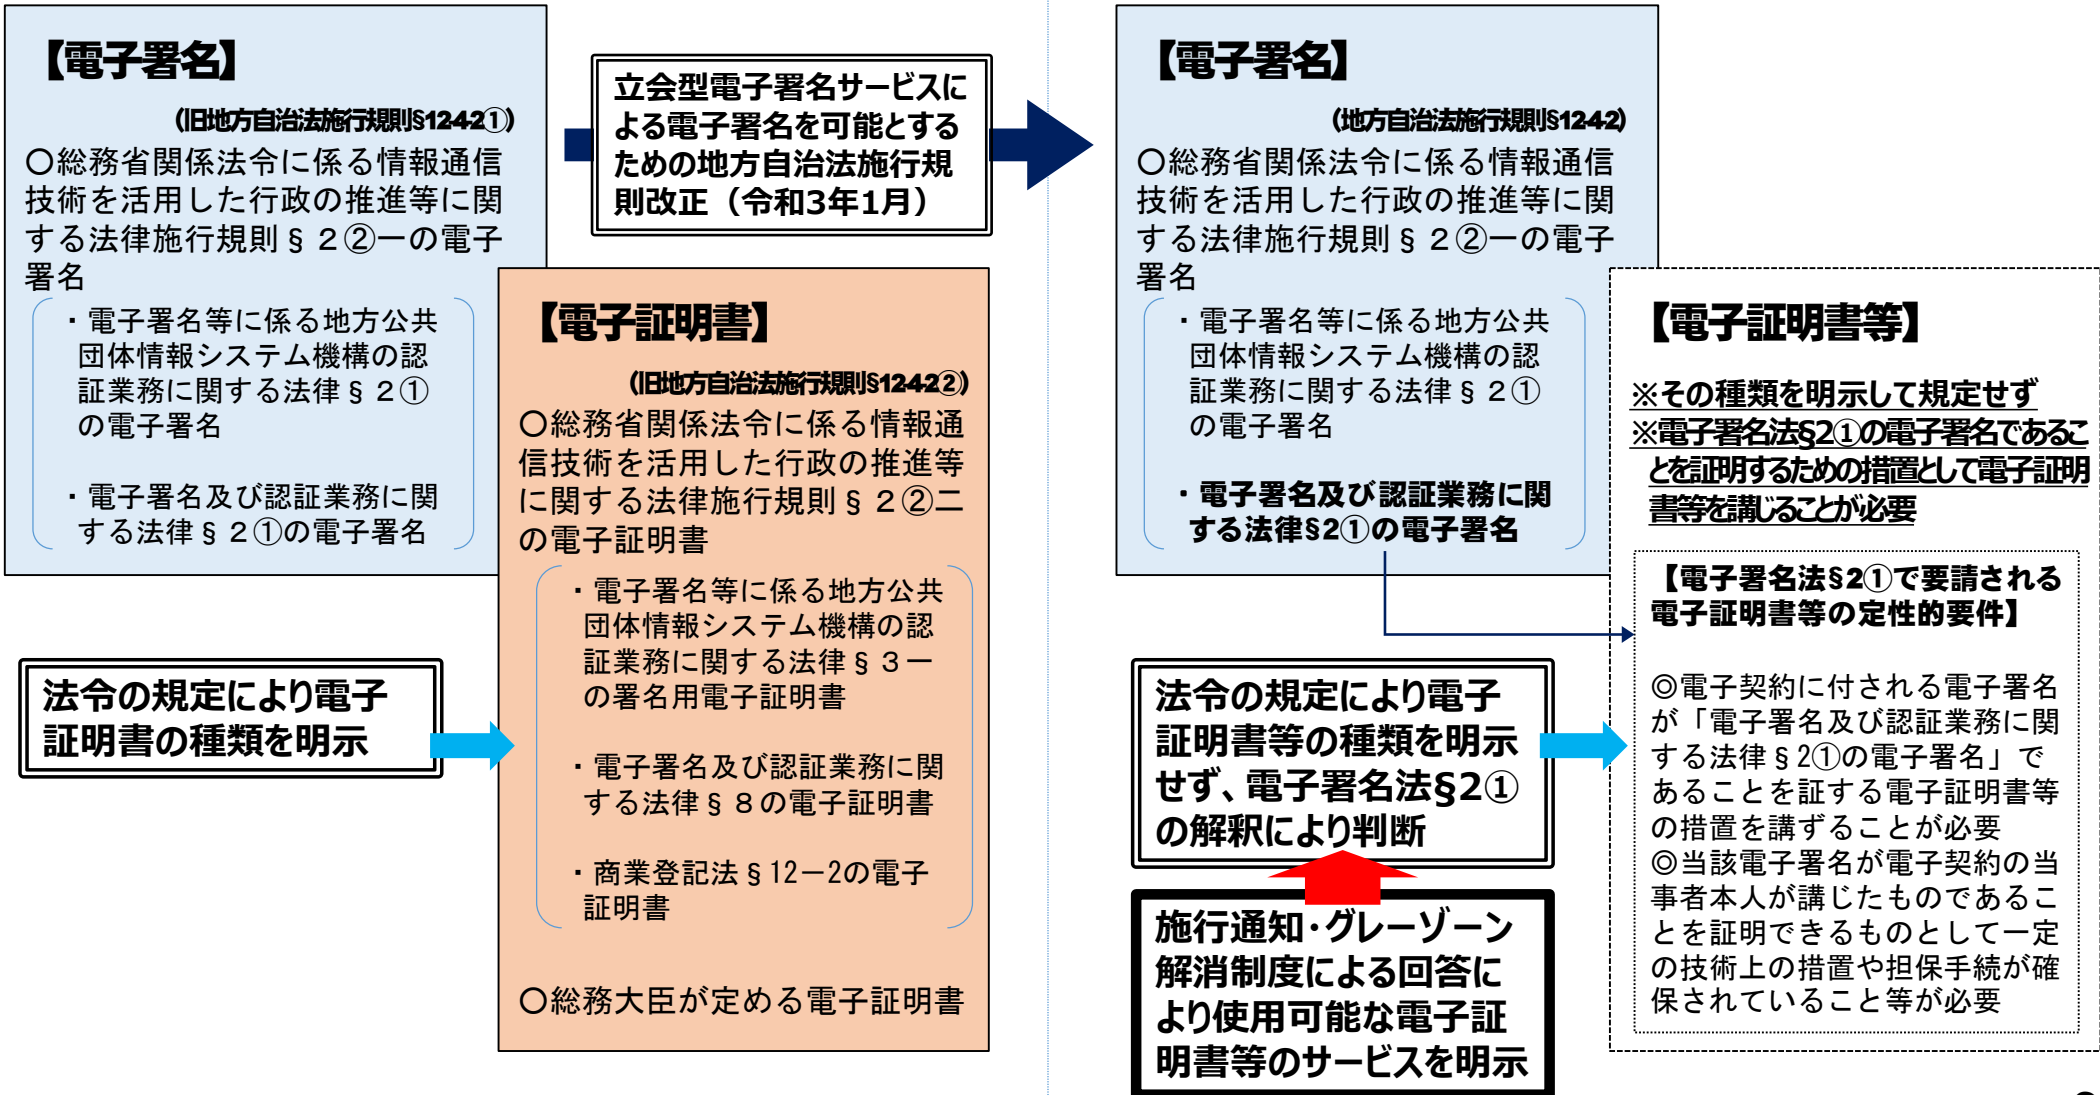 【電子署名】
(旧地方自治法施行規則§12-4-2①)
○総務省関係法令に係る情報通信
技術を活用した行政の推進等に関
する法律施行規則§2②一の電子
署名
・電子署名等に係る地方公共
団体情報システム機構の認
証業務に関する法律§2①
の電子署名
・電子署名及び認証業務に関
する法律§2①の電子署名
立会型電子署名サービスに
よる電子署名を可能とする
ための地方自治法施行規
則改正（令和3年1月）
【電子証明書】
(旧地方自治法施行規則§12-4-2②)
○総務省関係法令に係る情報通
信技術を活用した行政の推進等
に関する法律施行規則§2②二
の電子証明書
・電子署名等に係る地方公共
団体情報システム機構の認
証業務に関する法律§3一
の署名用電子証明書
・電子署名及び認証業務に関
する法律§8の電子証明書
・商業登記法§12－2の電子
証明書
○総務大臣が定める電子証明書
法令の規定により電子
証明書の種類を明示
【電子署名】
(地方自治法施行規則§12-4-2)
○総務省関係法令に係る情報通信
技術を活用した行政の推進等に関
する法律施行規則§2②一の電子
署名
・電子署名等に係る地方公共
団体情報システム機構の認
証業務に関する法律§2①
の電子署名
・電子署名及び認証業務に関
する法律§2①の電子署名
【電子証明書等】
※その種類を明示して規定せず
※電子署名法§2①の電子署名であるこ
とを証明するための措置として電子証明
書等を講じることが必要
【電子署名法§2①で要請される
電子証明書等の定性的要件】
◎電子契約に付される電子署名
が「電子署名及び認証業務に関
する法律§2①の電子署名」で
あることを証する電子証明書等
の措置を講ずることが必要
◎当該電子署名が電子契約の当
事者本人が講じたものであるこ
とを証明できるものとして一定
の技術上の措置や担保手続が確
保されていること等が必要
法令の規定により電子
証明書等の種類を明示
せず、電子署名法§2①
の解釈により判断
施行通知・グレーゾーン
解消制度による回答に
より使用可能な電子証
明書等のサービスを明示